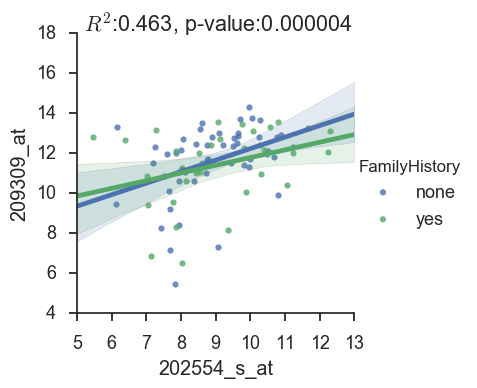 R²:0.463, p-value:0.000004
18
16
14
12
10
8
6
4
209309_at
5 6 7 8 9 10 11 12 13
202554_s_at
FamilyHistory
none
yes